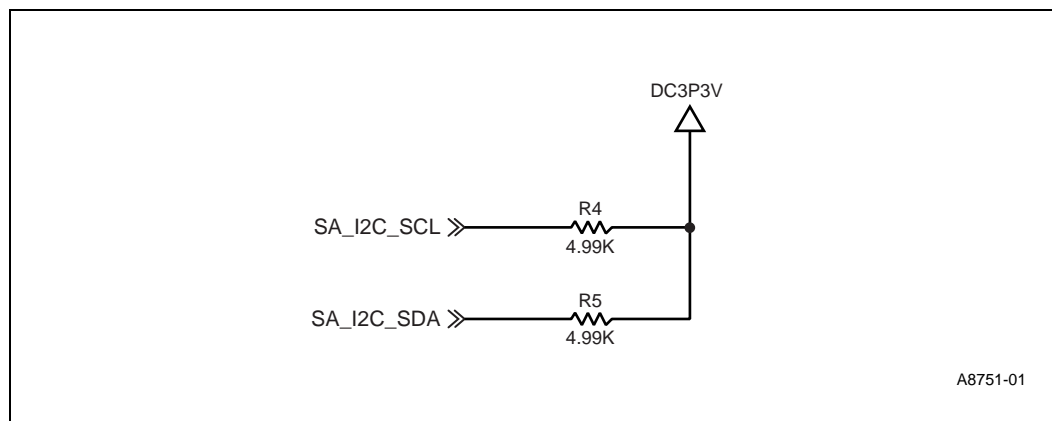 DC3P3V
R4
SA_I2C_SCL
4.99K
R5
SA_I2C_SDA
4.99K
A8751-01